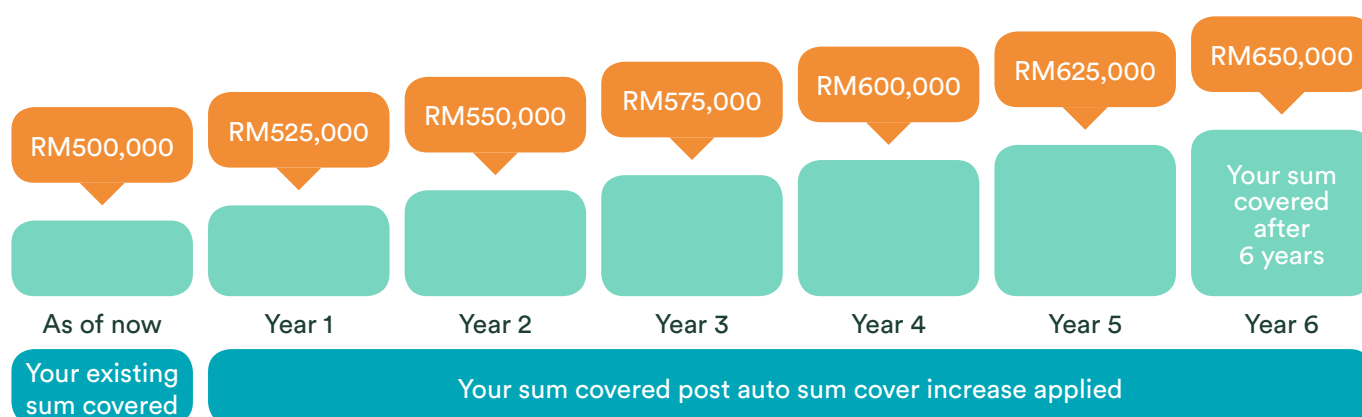 RM500,000
RM525,000
RM550,000
RM575,000
RM600,000
RM625,000
RM650,000
Your sum
covered
after
6 years
As of now
Year 1
Year 2
Year 3
Year 4
Year 5
Year 6
Your existing
sum covered
Your sum covered post auto sum cover increase applied